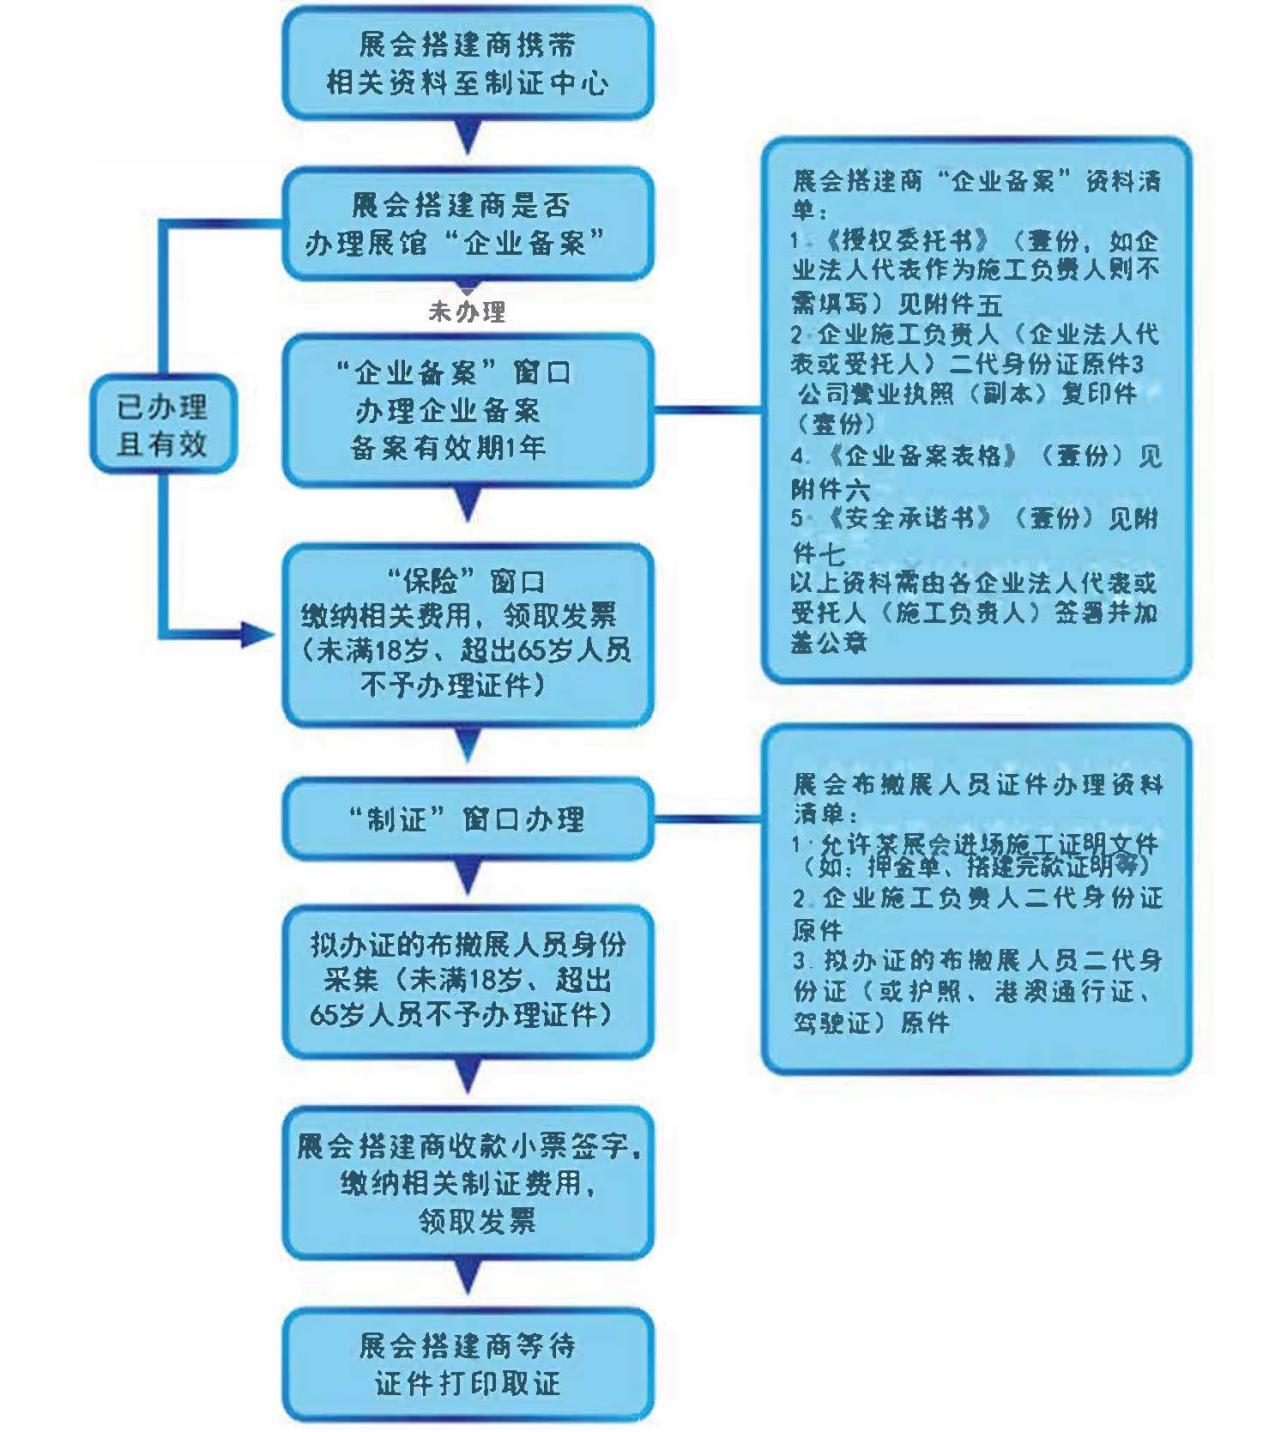 展会搭建商携带
相关资料至制证中心
展会搭建商是否
办理展馆“企业备案”
未办理
已办理
且有效
“企业备案”窗口
办理企业备案
备案有效期1年
展会搭建商“企业备案”资料清
单：
1.《授权委托书》（壹份，如企
业法人代表作为施工负责人则不
需填写）见附件五
2.企业施工负责人（企业法人代
表或受托人）二代身份证原件3
公司营业执照（副本）复印件
（壹份）
4.《企业备案表格》（壹份）见
附件六
5.《安全承诺书》（壹份）见附
件七
以上资料需由各企业法人代表或
受托人（施工负责人）签署并加
盖公章
“保险”窗口
缴纳相关费用，领取发票
（未满18岁、超出65岁人员
不予办理证件）
“制证”窗口办理
展会布撤展人员证件办理资料
清单：
1.允许某展会进场施工证明文件
（如：押金单、搭建完款证明等）
2.企业施工负责人二代身份证
原件
3.拟办证的布撤展人员二代身
份证（或护照、港澳通行证、
驾驶证）原件
拟办证的布撤展人员身份
采集（未满18岁、超出
65岁人员不予办理证件）
展会搭建商收款小票签字，
缴纳相关制证费用，
领取发票
展会搭建商等待
证件打印取证